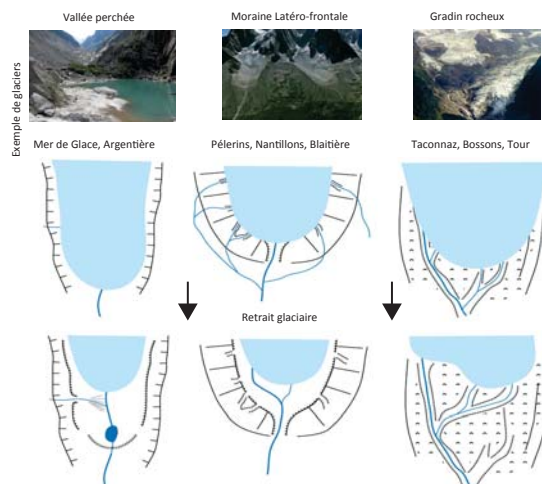 Vallée perchée
Moraine Latéro-frontale
Gradin rocheux
Exemple de glaciers
Mer de Glace, Argentière
Pélerins, Nantillons, Blaitière
Taconnaz, Bossons, Tour
Retrait glaciaire